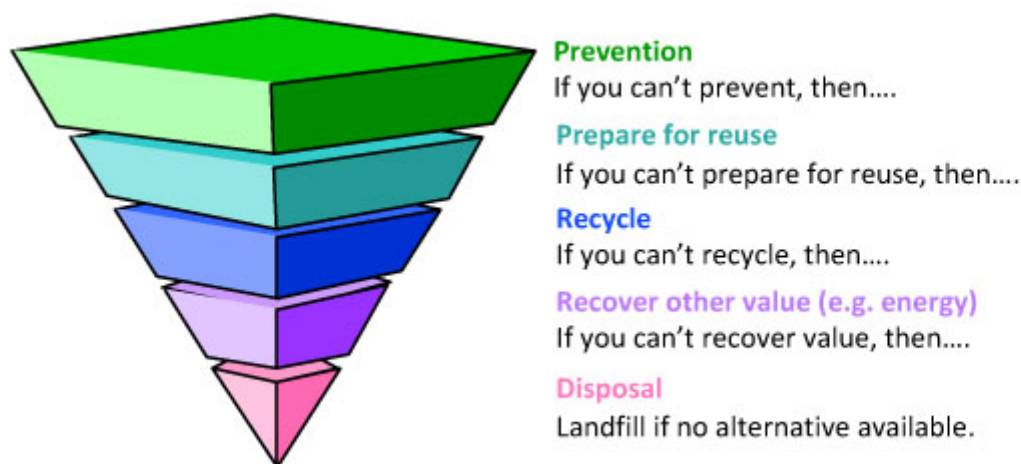 Prevention
If you can’t prevent, then....
Prepare for reuse
If you can’t prepare for reuse, then....
Recycle
If you can’t recycle, then....
Recover other value (e.g. energy)
If you can’t recover value, then....
Disposal
Landfill if no alternative available.